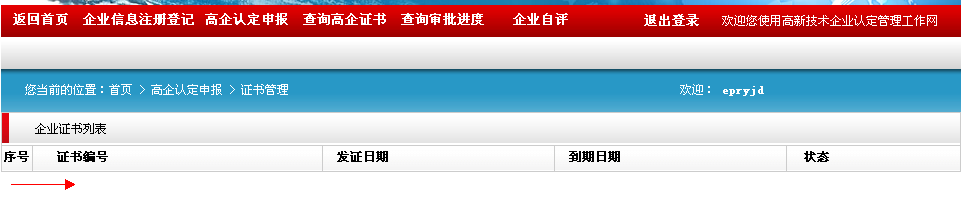 返回首页 企业信息注册登记 高企认定申报 查询高企证书 查询审批进度 企业自评 退出登录 欢迎您使用高新技术企业认定管理工作网
您当前的位置：首页 > 高企认定申报 > 证书管理 欢迎： epryjd
企业证书列表
序号 证书编号 发证日期 到期日期 状态